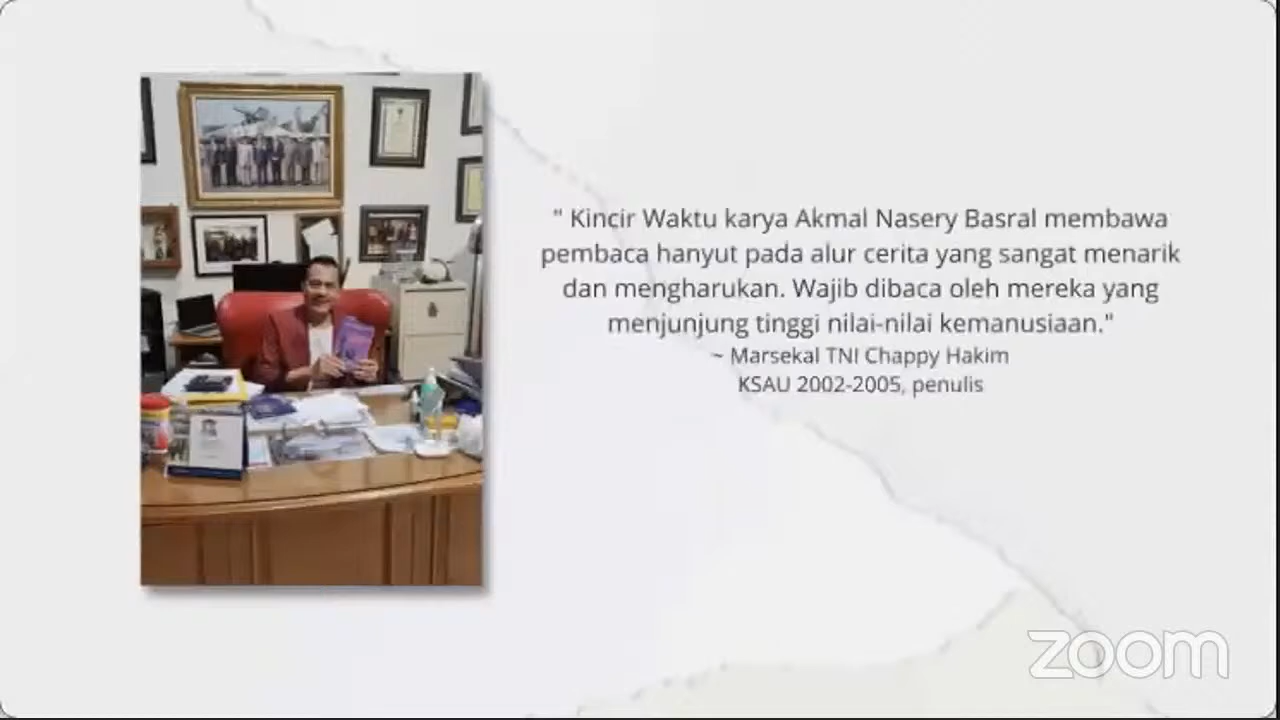 " Kincir Waktu karya Akmal Nasery Basral membawa
pembaca hanyut pada alur cerita yang sangat menarik
dan mengharukan. Wajib dibaca oleh mereka yang
menjunjung tinggi nilai-nilai kemanusiaan."
~ Marsekal TNI Chappy Hakim
KSAU 2002-2005, penulis
zoom